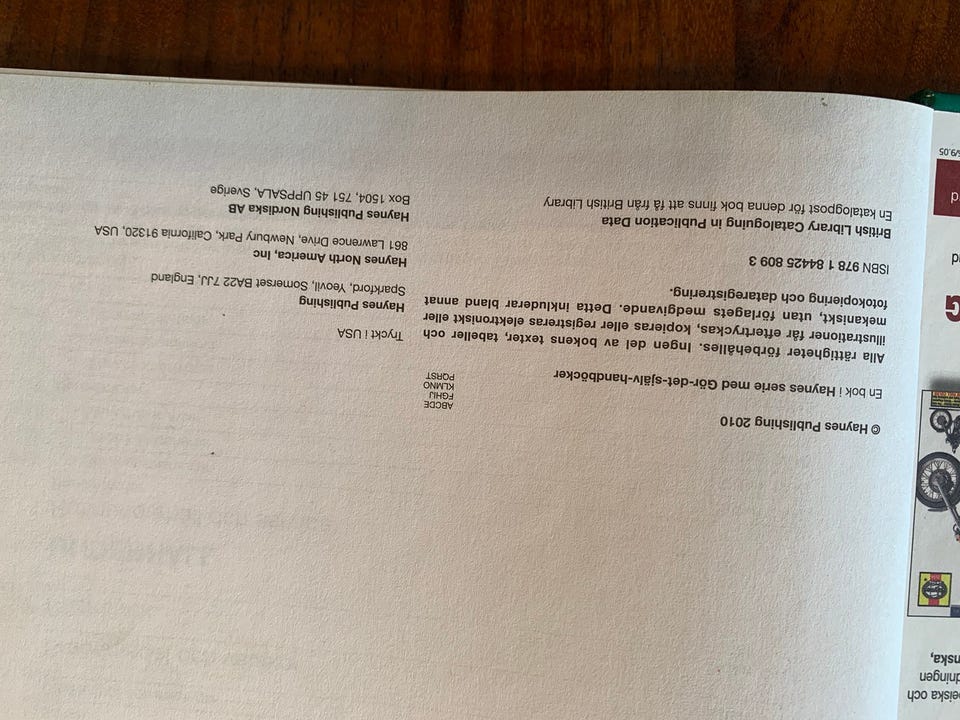 © Haynes Publishing 2010
ABCDE
FGHIJ
KLMNO
PQRST
En bok i Haynes serie med Gör-det-själv-handböcker
Alla rättigheter förbehålles. Ingen del av bokens texter, tabeller och
illustrationer får eftertryckas, kopieras eller registreras elektroniskt eller
mekaniskt, utan förlagets medgivande. Detta inkluderar bland annat
fotokopiering och dataregistrering.
ISBN 978 1 84425 809 3
British Library Cataloguing in Publication Data
En katalogpost för denna bok finns att få från British Library
Tryckt i USA
Haynes Publishing
Sparkford, Yeovil, Somerset BA22 7JJ, England
Haynes North America, Inc
861 Lawrence Drive, Newbury Park, California 91320, USA
Haynes Publishing Nordiska AB
Box 1504, 751 45 UPPSALA, Sverige